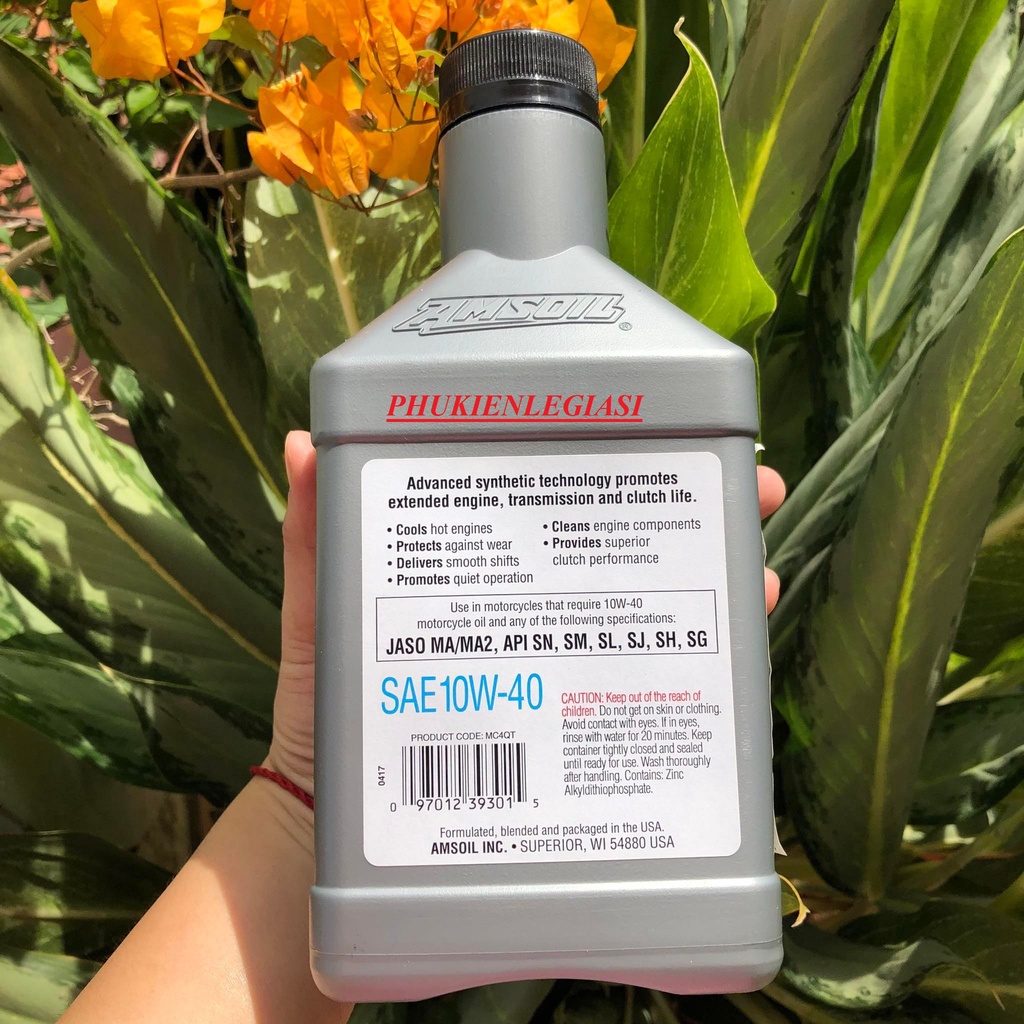 AMSOIL®
PHUKIENLEGIASI
Advanced synthetic technology promotes
extended engine, transmission and clutch life.
• Cools hot engines
• Protects against wear
• Delivers smooth shifts
• Promotes quiet operation
• Cleans engine components
• Provides superior
clutch performance
Use in motorcycles that require 10W-40
motorcycle oil and any of the following specifications:
JASO MA/MA2, API SN, SM, SL, SJ, SH, SG
SAE 10W-40
PRODUCT CODE: MC4QT
0417
0 97012 39301 5
CAUTION: Keep out of the reach of
children. Do not get on skin or clothing.
Avoid contact with eyes. If in eyes,
rinse with water for 20 minutes. Keep
container tightly closed and sealed
until ready for use. Wash thoroughly
after handling. Contains: Zinc
Alkyldithiophosphate.
Formulated, blended and packaged in the USA.
AMSOIL INC. • SUPERIOR, WI 54880 USA